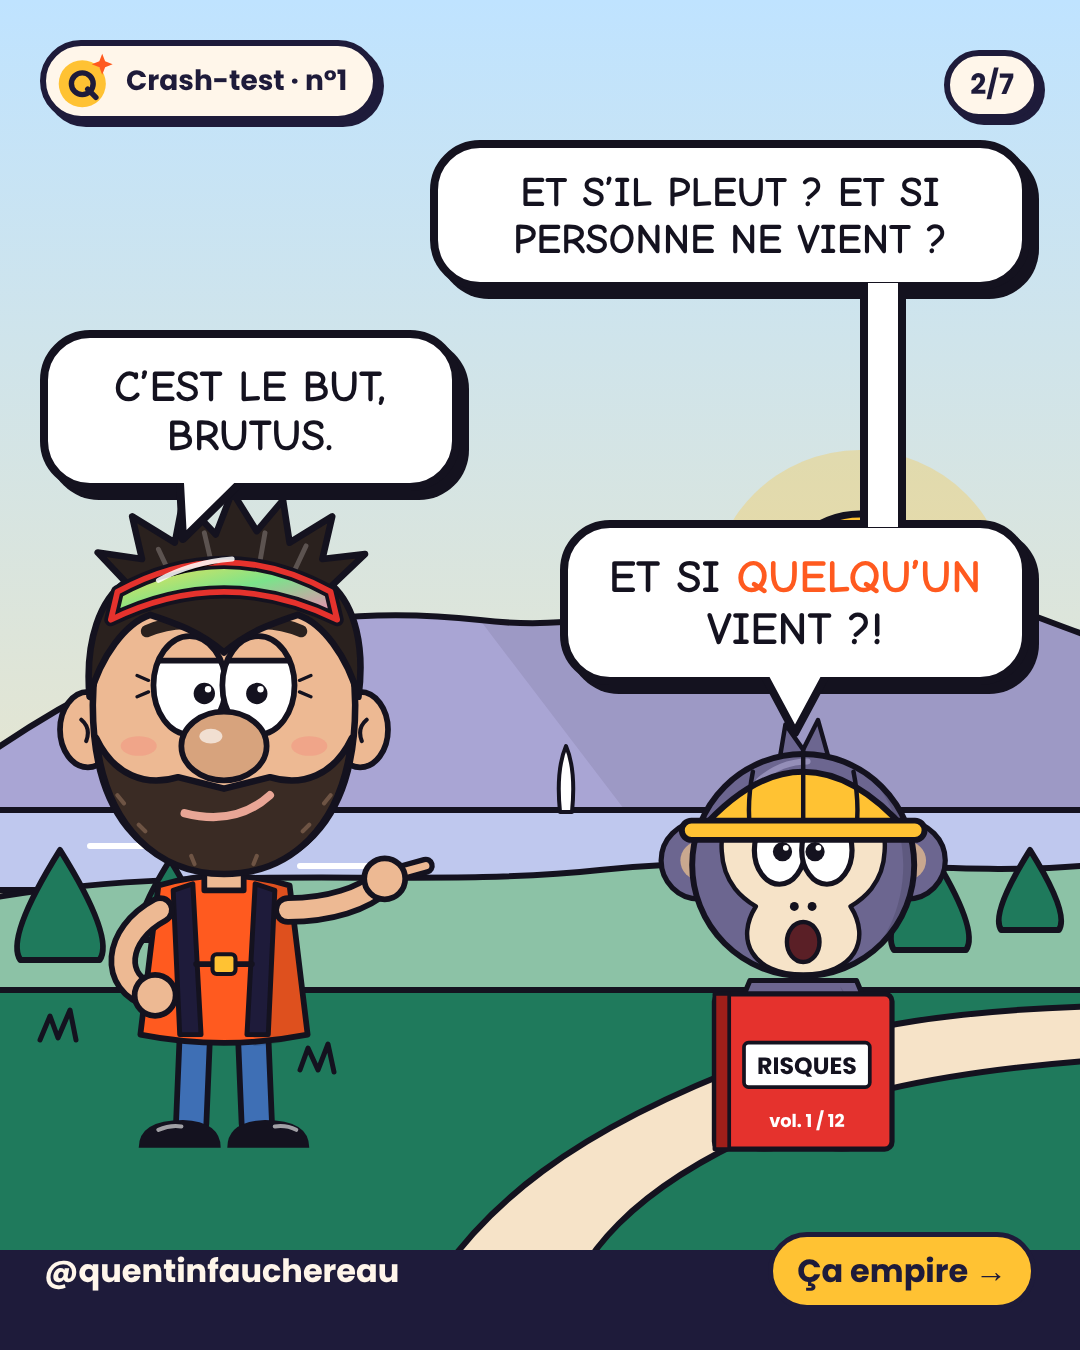 Q
Crash-test · n°1
2/7
ET S'IL PLEUT ? ET SI
PERSONNE NE VIENT ?
C'EST LE BUT,
BRUTUS.
ET SI QUELQU'UN
VIENT ?!
RISQUES
vol. 1 / 12
@quentinfauchereau
Ça empire →